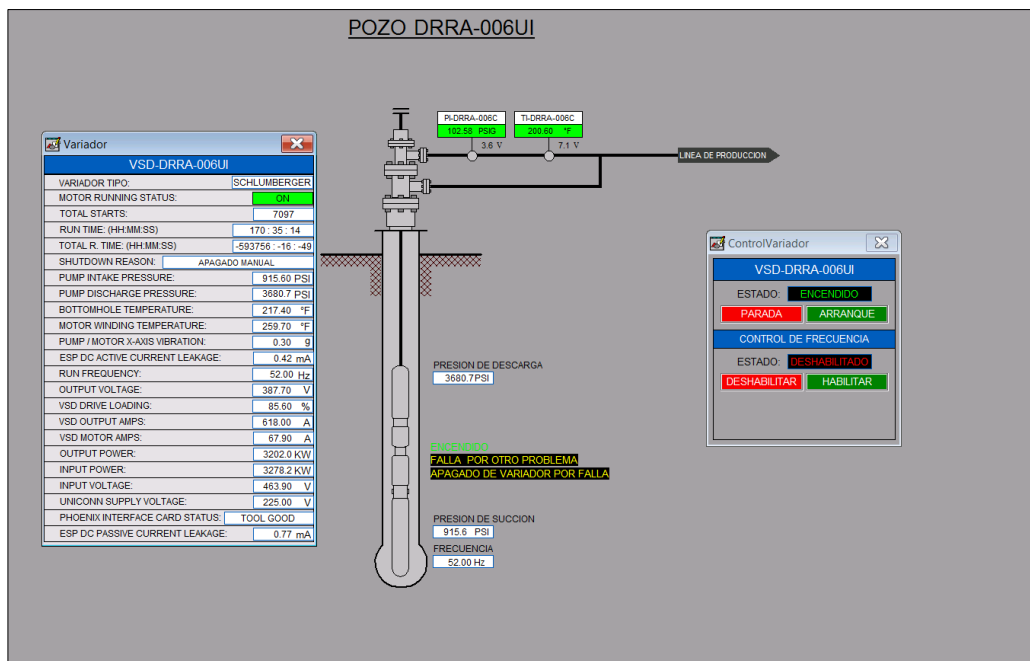 POZO DRRA-006UI
PI-DRRA-006C
102.58 PSIG
3.6 V
TI-DRRA-006C
200.60 °F
7.1 V
LINEA DE PRODUCCION
Variador
VSD-DRRA-006UI
VARIADOR TIPO: SCHLUMBERGER
MOTOR RUNNING STATUS: ON
TOTAL STARTS: 7097
RUN TIME: (HH:MM:SS) 170 : 35 : 14
TOTAL R. TIME: (HH:MM:SS) -593756 : -16 : -49
SHUTDOWN REASON: APAGADO MANUAL
PUMP INTAKE PRESSURE: 915.60 PSI
PUMP DISCHARGE PRESSURE: 3680.7 PSI
BOTTOMHOLE TEMPERATURE: 217.40 °F
MOTOR WINDING TEMPERATURE: 259.70 °F
PUMP / MOTOR X-AXIS VIBRATION: 0.30 g
ESP DC ACTIVE CURRENT LEAKAGE: 0.42 mA
RUN FREQUENCY: 52.00 Hz
OUTPUT VOLTAGE: 387.70 V
VSD DRIVE LOADING: 85.60 %
VSD OUTPUT AMPS: 618.00 A
VSD MOTOR AMPS: 67.90 A
OUTPUT POWER: 3202.0 KW
INPUT POWER: 3278.2 KW
INPUT VOLTAGE: 463.90 V
UNICONN SUPPLY VOLTAGE: 225.00 V
PHOENIX INTERFACE CARD STATUS: TOOL GOOD
ESP DC PASSIVE CURRENT LEAKAGE: 0.77 mA
PRESION DE DESCARGA
3680.7 PSI
ENCENDIDO
FALLA POR OTRO PROBLEMA
APAGADO DE VARIADOR POR FALLA
PRESION DE SUCCION
915.6 PSI
FRECUENCIA
52.00 Hz
ControlVariador
VSD-DRRA-006UI
ESTADO: ENCENDIDO
PARADA ARRANQUE
CONTROL DE FRECUENCIA
ESTADO: DESHABILITADO
DESHABILITAR HABILITAR